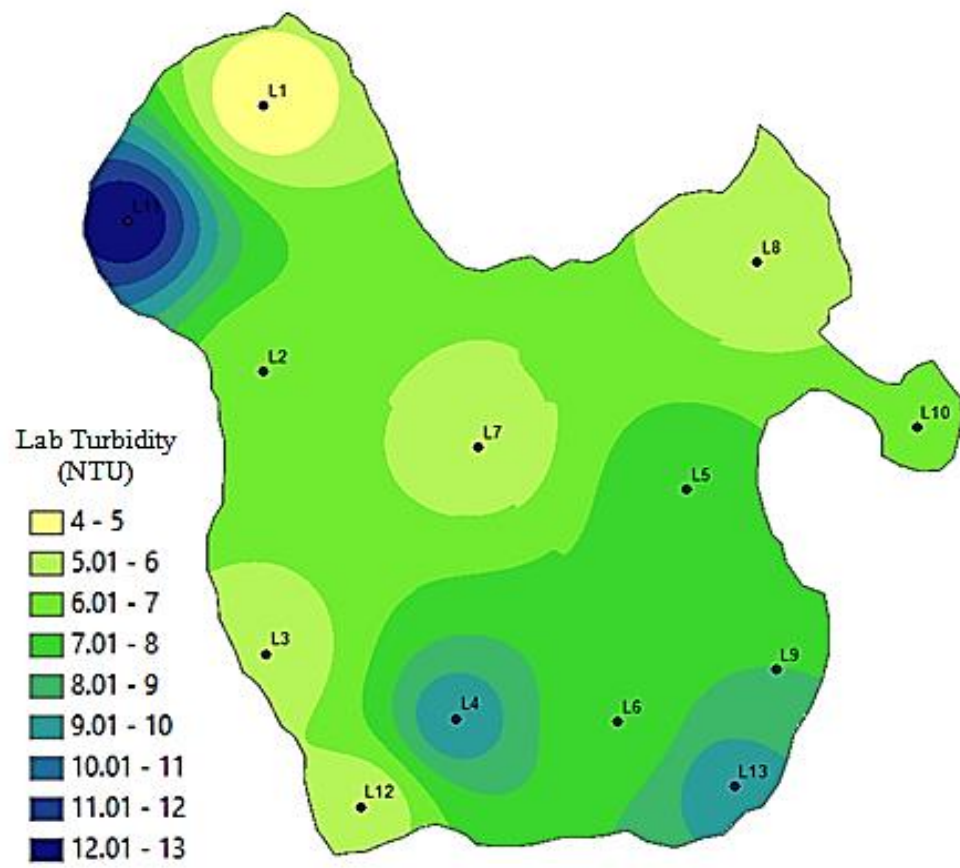 L1
L11
L8
L2
L10
L7
Lab Turbidity
(NTU)
L5
4 - 5
5.01 - 6
6.01 - 7
L3
7.01 - 8
L9
8.01 - 9
L4
L6
9.01 - 10
10.01 - 11
L13
11.01 - 12
L12
12.01 - 13